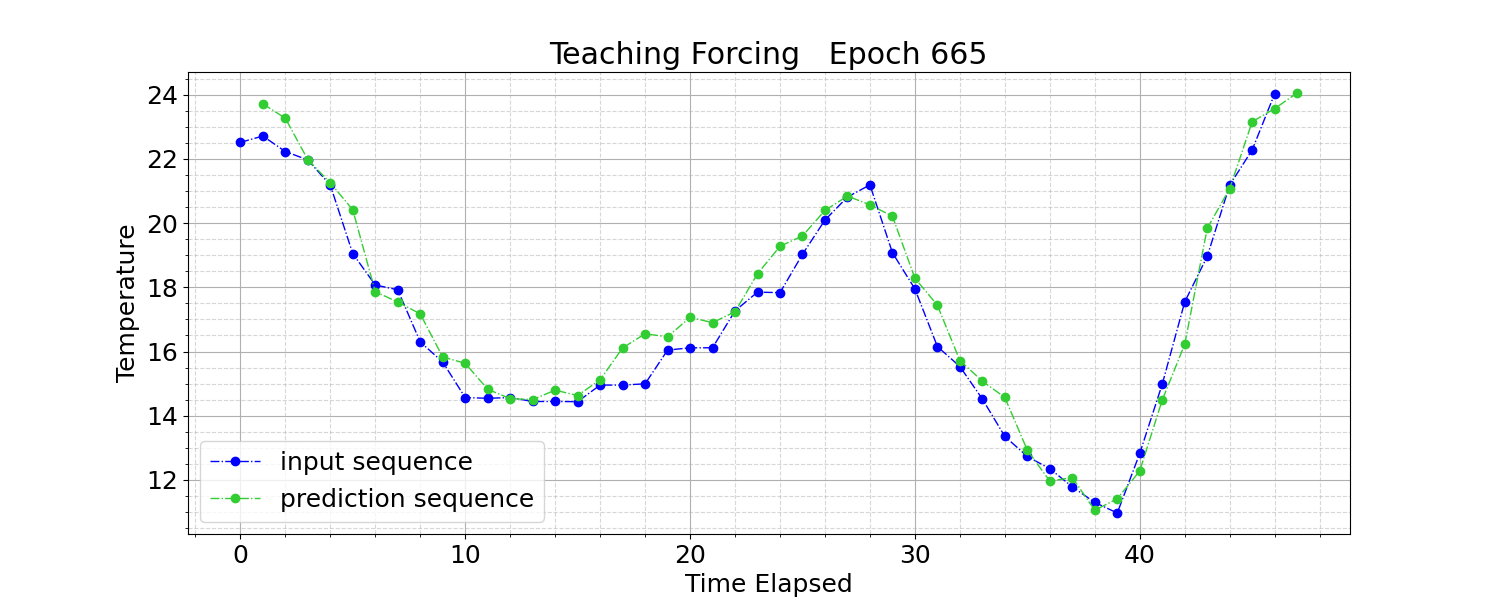 Teaching Forcing   Epoch 665
24
22
20
18
16
14
12
Temperature
input sequence
prediction sequence
0 10 20 30 40
Time Elapsed